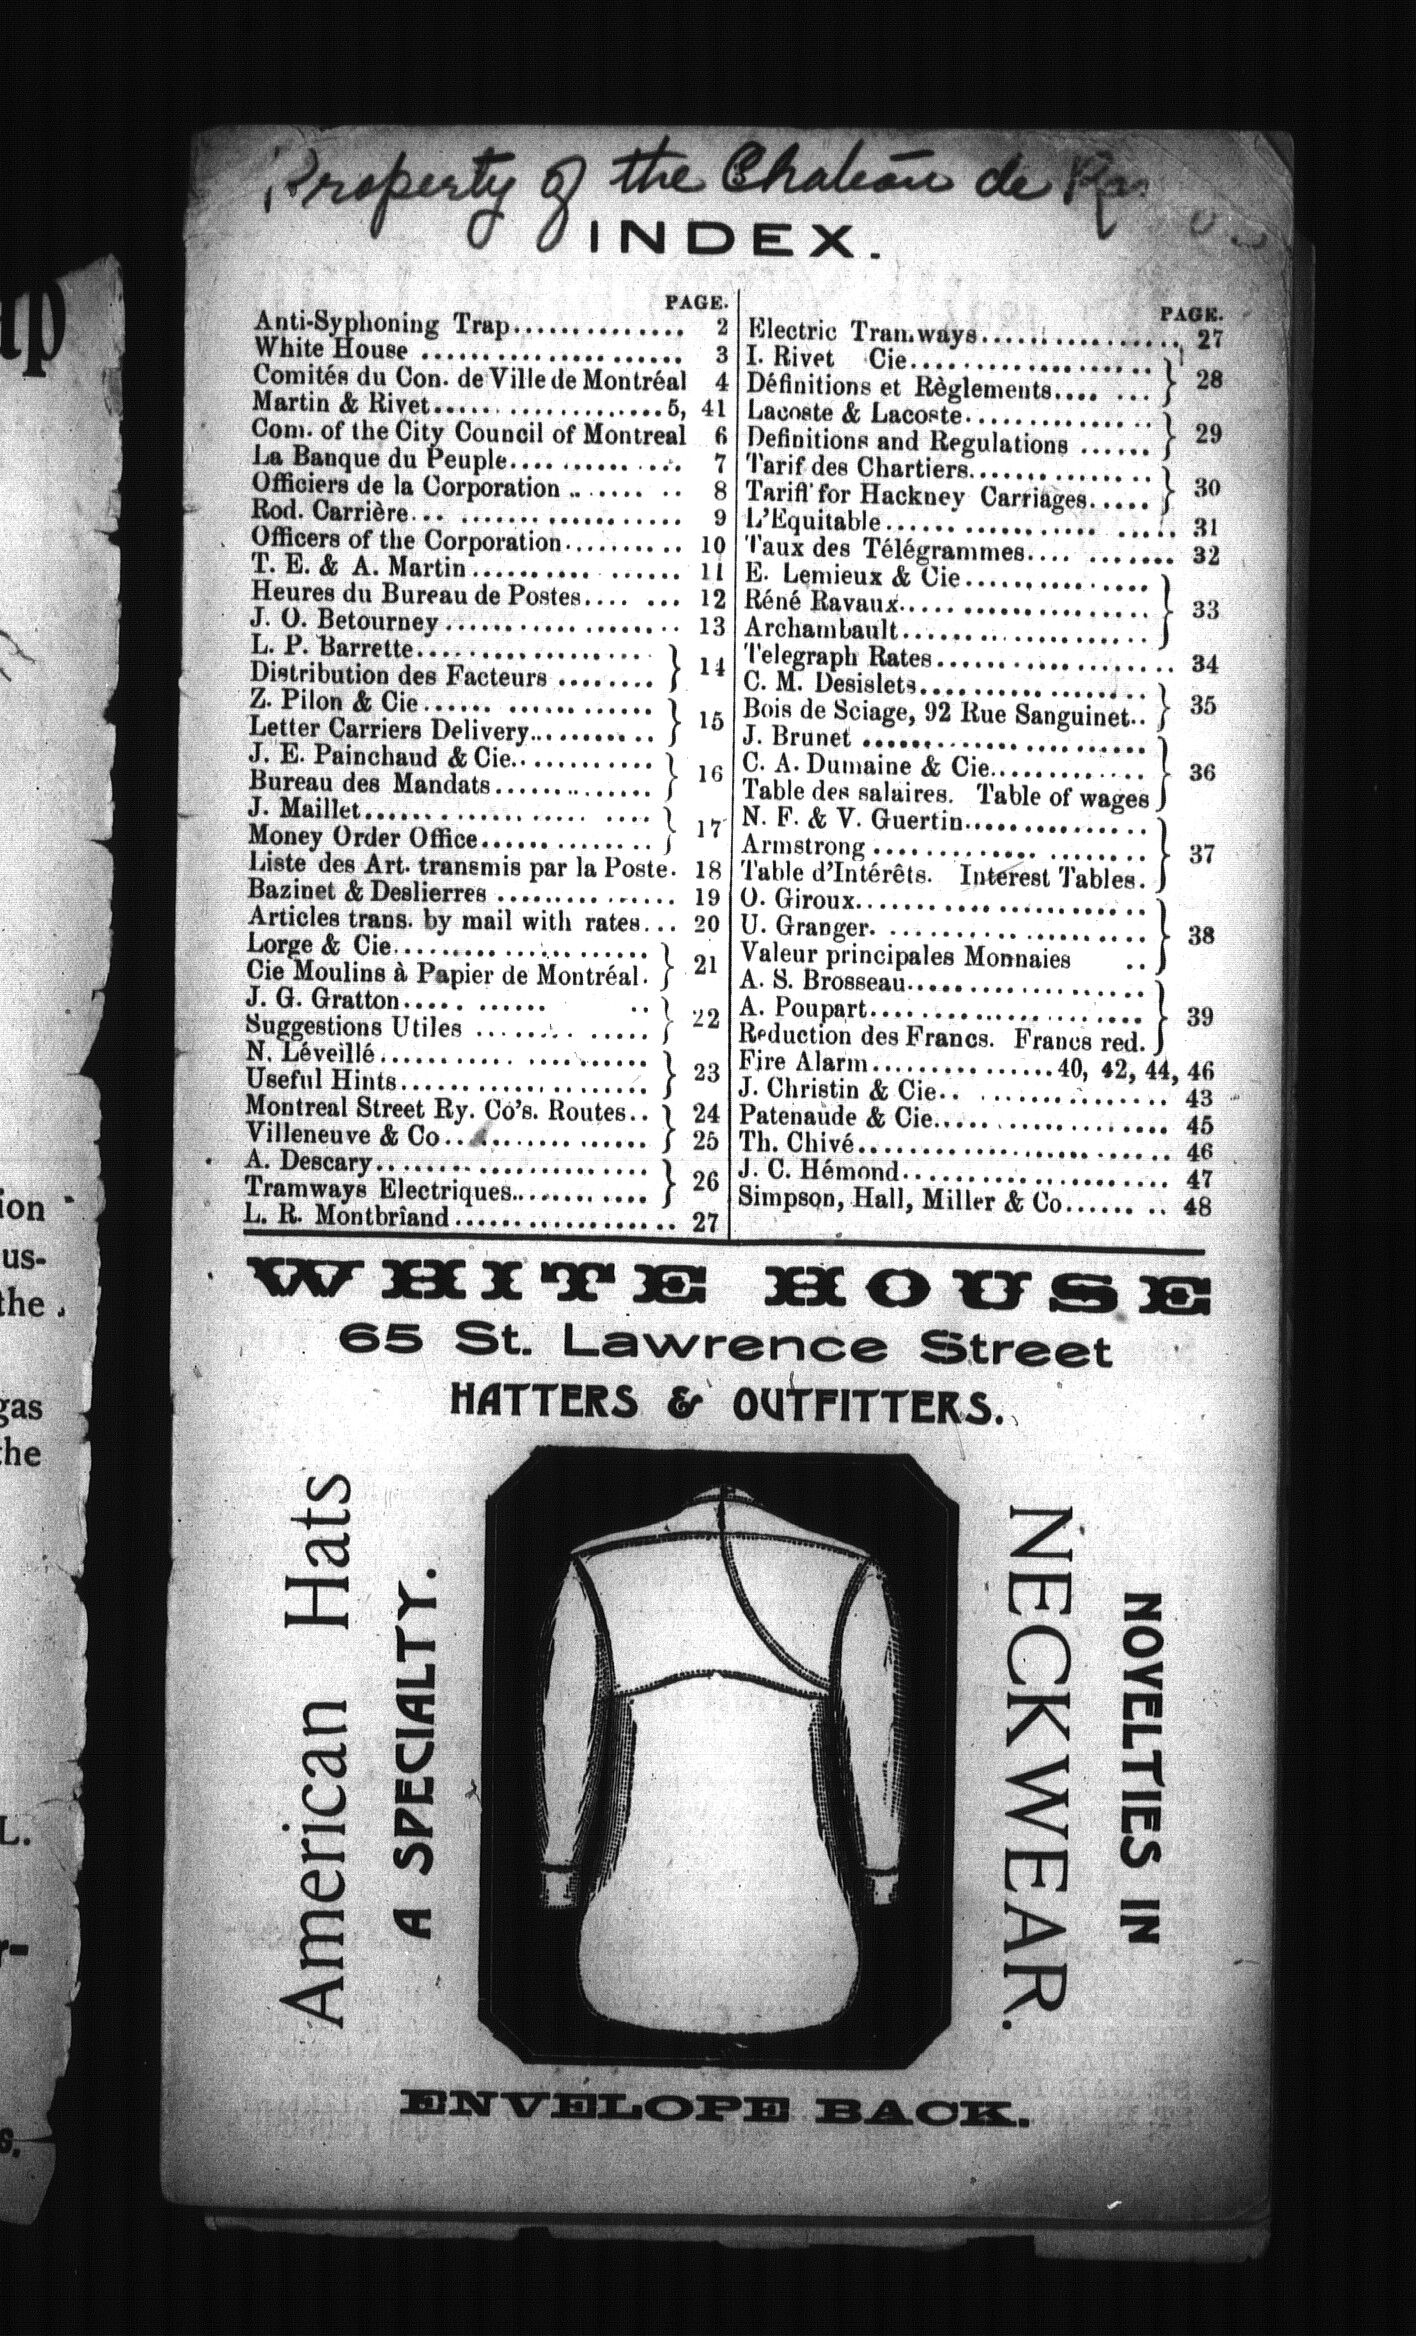 Property of the Chateau de
INDEX.
PAGE.
Anti-Syphoning Trap.............. 2
White House ...................... 3
Comités du Con. de Ville de Montréal 4
Martin & Rivet.................... 5, 41
Com. of the City Council of Montreal 6
La Banque du Peuple............... 7
Officiers de la Corporation ......... 8
Rod. Carrière...................... 9
Officers of the Corporation.......... 10
T. E. & A. Martin................. 11
Heures du Bureau de Postes....... 12
J. O. Betourney.................... 13
L. P. Barrette.....................
Distribution des Facteurs ........ } 14
Z. Pilon & Cie....................
Letter Carriers Delivery........... } 15
J. E. Painchaud & Cie............
Bureau des Mandats.............. } 16
J. Maillet.........................
Money Order Office............... } 17
Liste des Art. transmis par la Poste. 18
Bazinet & Deslierres ............... 19
Articles trans. by mail with rates... 20
Lorge & Cie......................
Cie Moulins à Papier de Montréal. } 21
J. G. Gratton.............
Suggestions Utiles ............... } 22
N. Léveillé.......................
Useful Hints..................... } 23
Montreal Street Ry. Co's. Routes.. } 24
Villeneuve & Co.................. 25
A. Descary.......................
Tramways Electriques............. } 26
L. R. Montbriand................... 27
PAGE.
Electric Tramways................. 27
I. Rivet Cie.....................
Définitions et Règlements....... } 28
Lacoste & Lacoste................
Definitions and Regulations ...... } 29
Tarif des Chartiers................
Tariff for Hackney Carriages..... } 30
L'Equitable....................... 31
Taux des Télégrammes........... 32
E. Lemieux & Cie................
Réné Ravaux..................... } 33
Archambault.....................
Telegraph Rates.................... 34
C. M. Desislets...................
Bois de Sciage, 92 Rue Sanguinet.. } 35
J. Brunet ........................
C. A. Dumaine & Cie............. } 36
Table des salaires. Table of wages
N. F. & V. Guertin...............
Armstrong ....................... } 37
Table d'Intérêts. Interest Tables.
O. Giroux.........................
U. Granger. ...................... } 38
Valeur principales Monnaies ..
A. S. Brosseau....................
A. Poupart....................... } 39
Reduction des Francs. Francs red.
Fire Alarm...............40, 42, 44, 46
J. Christin & Cie.................. 43
Patenaude & Cie................... 45
Th. Chivé......................... 46
J. C. Hémond...................... 47
Simpson, Hall, Miller & Co........ 48
WHITE HOUSE
65 St. Lawrence Street
HATTERS & OUTFITTERS.
American Hats
A SPECIALTY.
NOVELTIES IN
NECKWEAR.
ENVELOPE BACK.
ion
us-
the
gas
the
L.